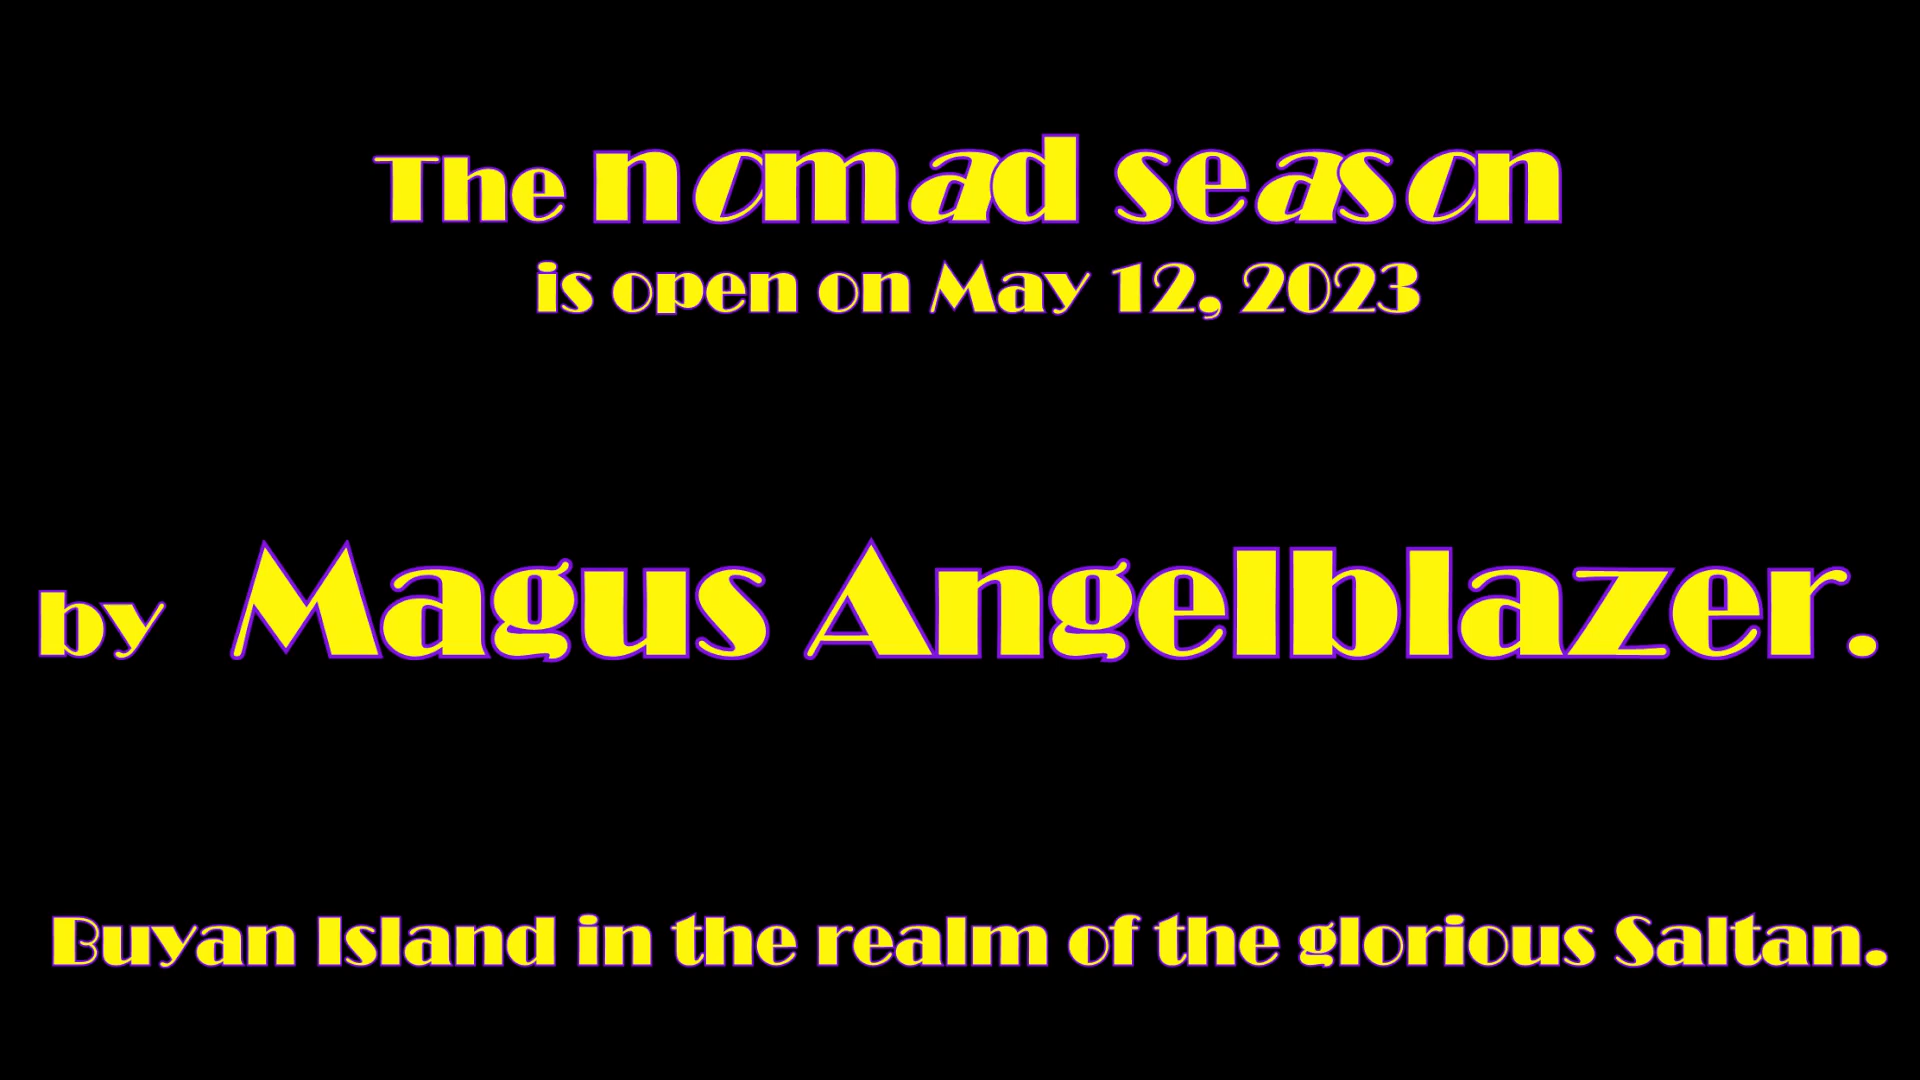 The nomad season
is open on May 12, 2023
by Magus Angelblazer.
Buyan Island in the realm of the glorious Saltan.